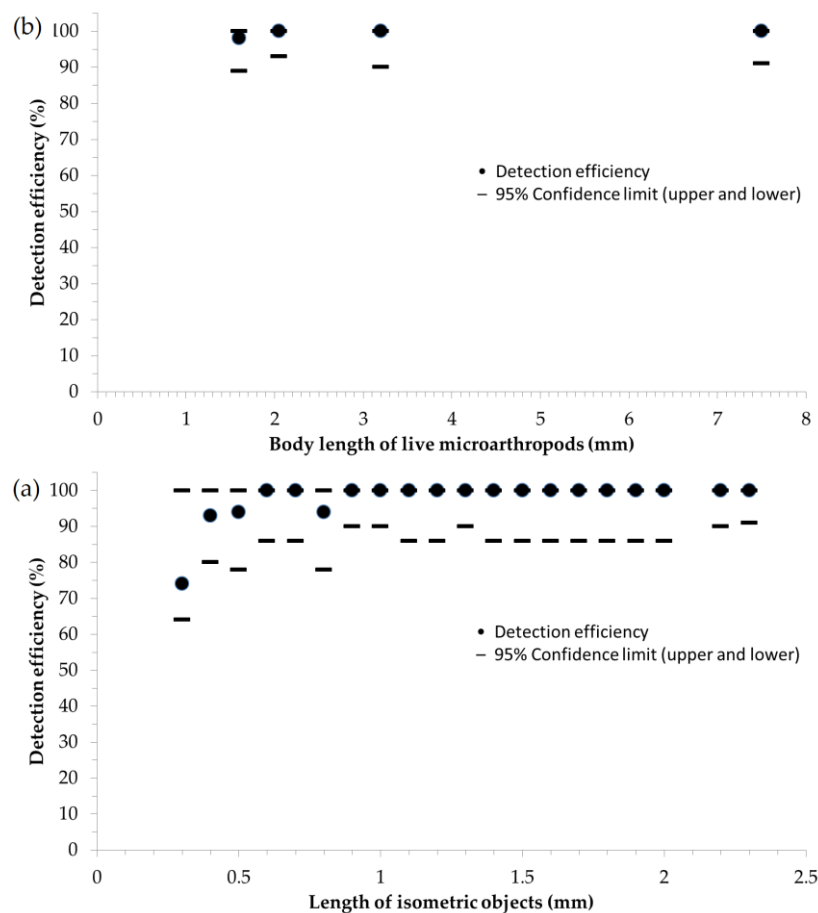 (b)
Detection efficiency (%)
100
90
80
70
60
50
40
30
20
10
0
● Detection efficiency
– 95% Confidence limit (upper and lower)
0 1 2 3 4 5 6 7 8
Body length of live microarthropods (mm)
(a)
Detection efficiency (%)
100
90
80
70
60
50
40
30
20
10
0
● Detection efficiency
– 95% Confidence limit (upper and lower)
0 0.5 1 1.5 2 2.5
Length of isometric objects (mm)